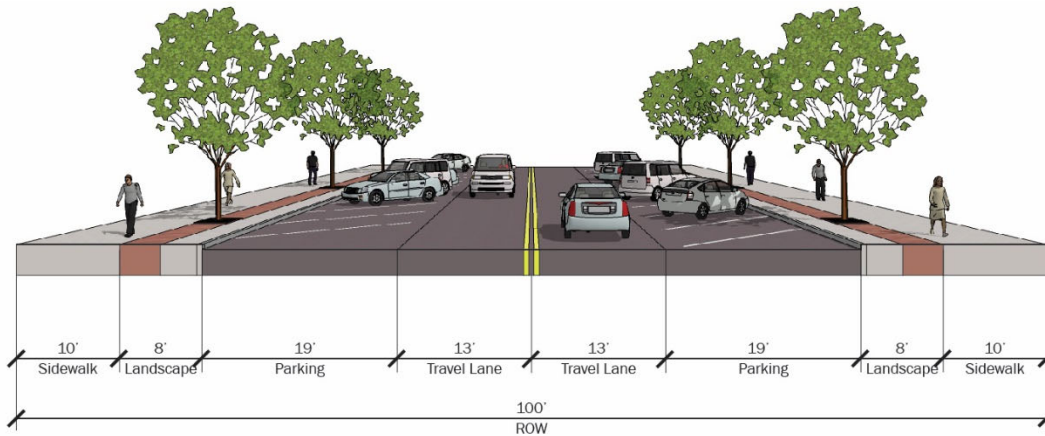 10' 8' 19' 13' 13' 19' 8' 10'
Sidewalk Landscape Parking Travel Lane Travel Lane Parking Landscape Sidewalk
100'
ROW